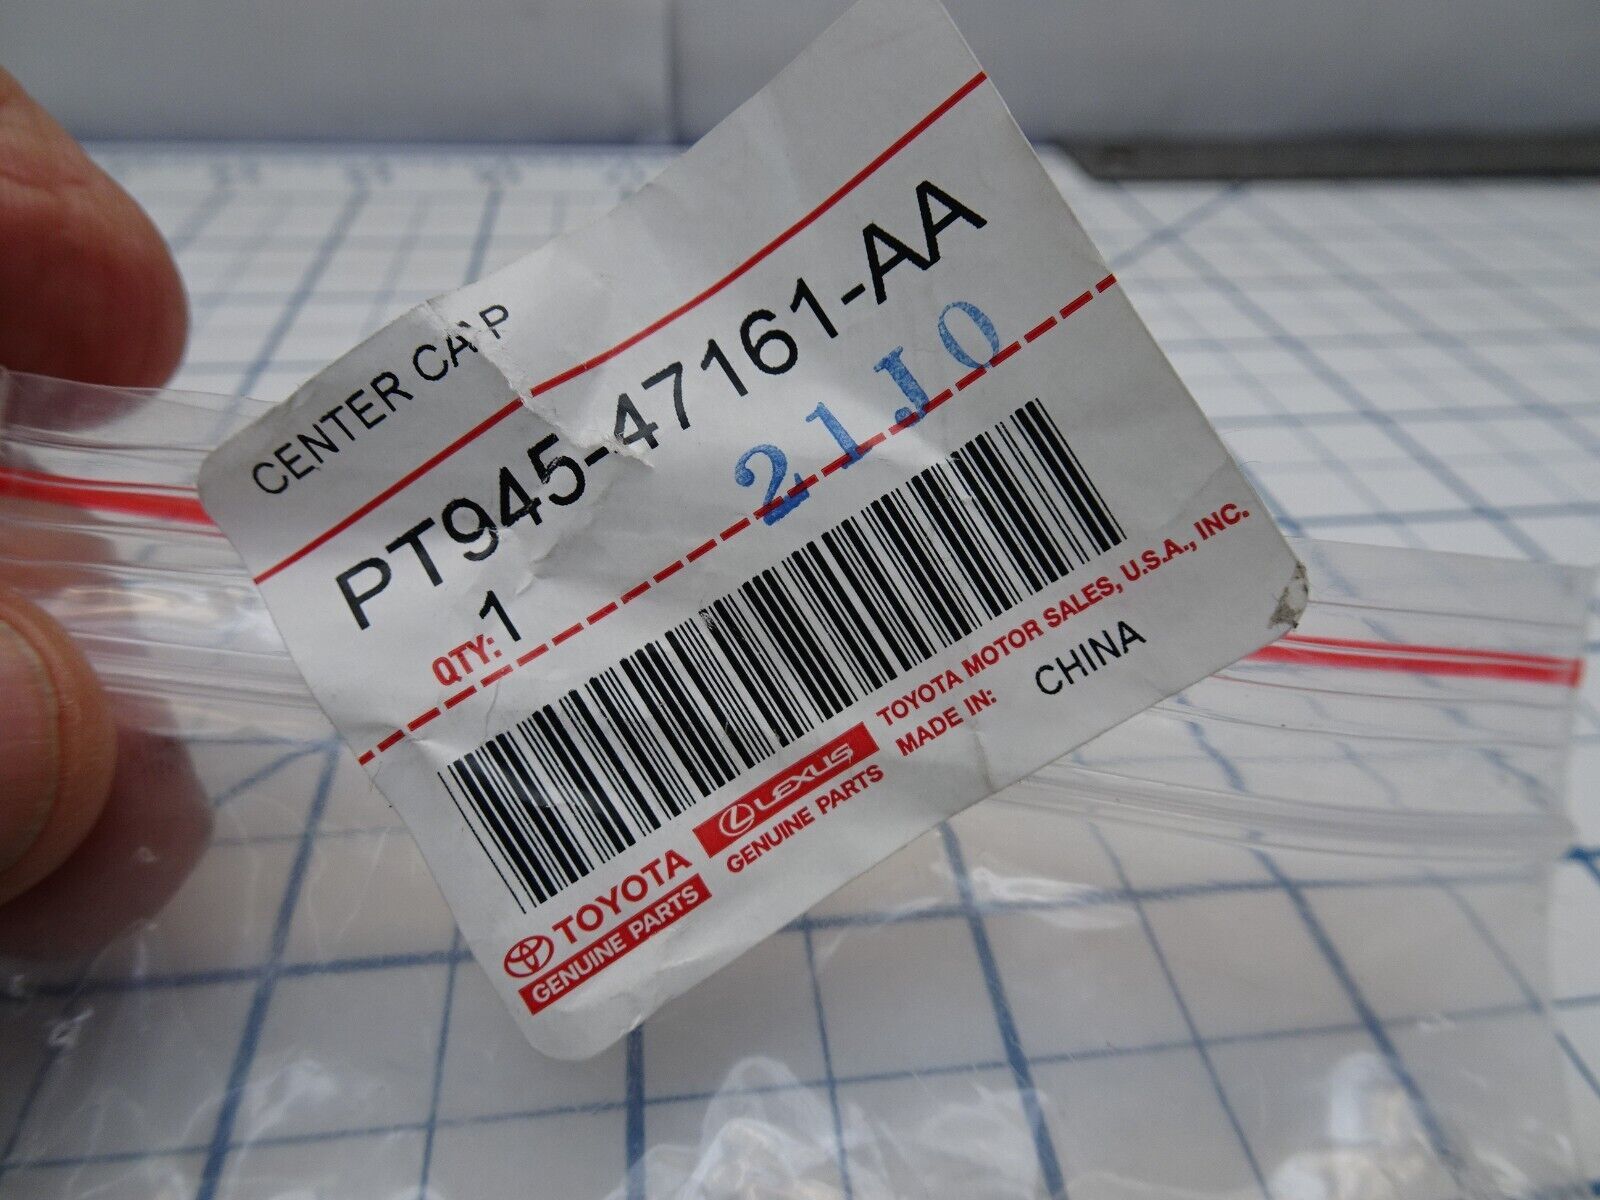 CENTER CAP
PT945-47161-AA
21J0
QTY: 1
TOYOTA
GENUINE PARTS
LEXUS
GENUINE PARTS
TOYOTA MOTOR SALES, U.S.A., INC.
MADE IN: CHINA